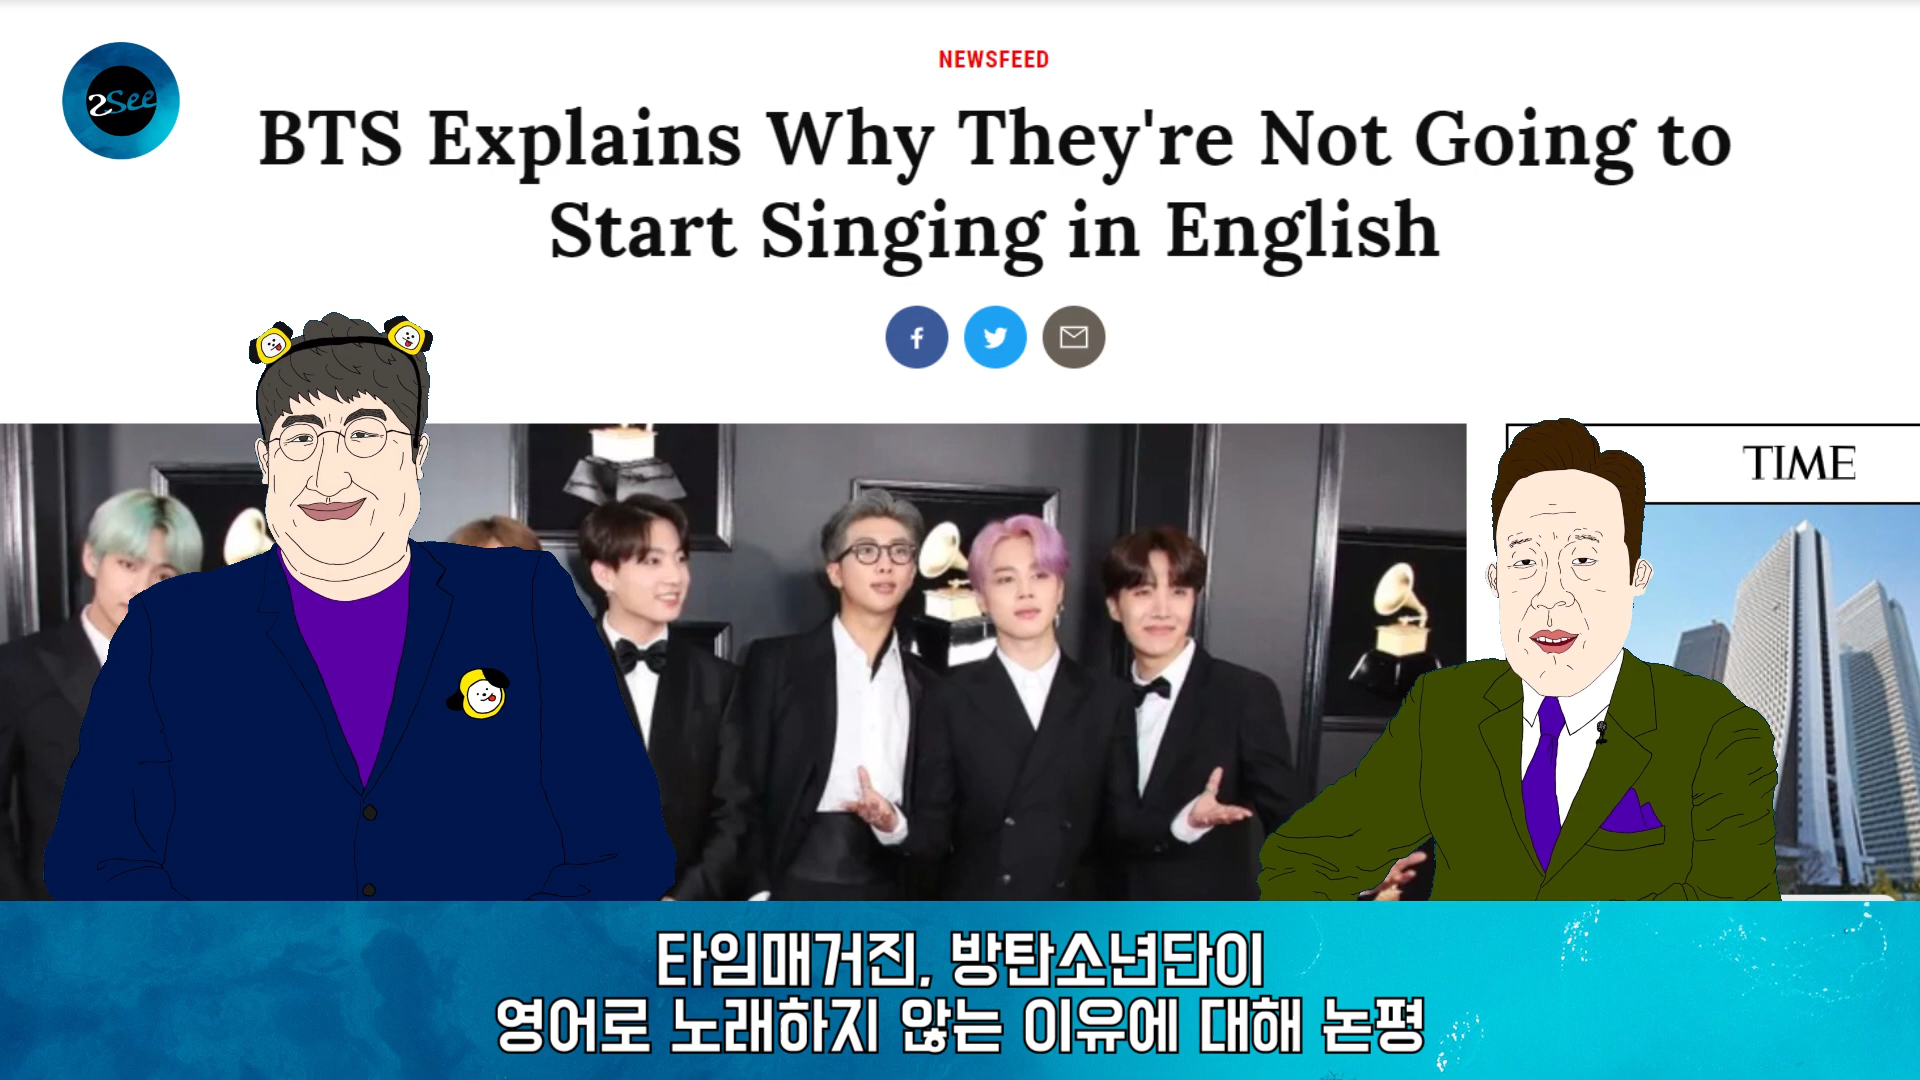 2See
NEWSFEED
BTS Explains Why They're Not Going to
Start Singing in English
TIME
타임매거진, 방탄소년단이
영어로 노래하지 않는 이유에 대해 논평